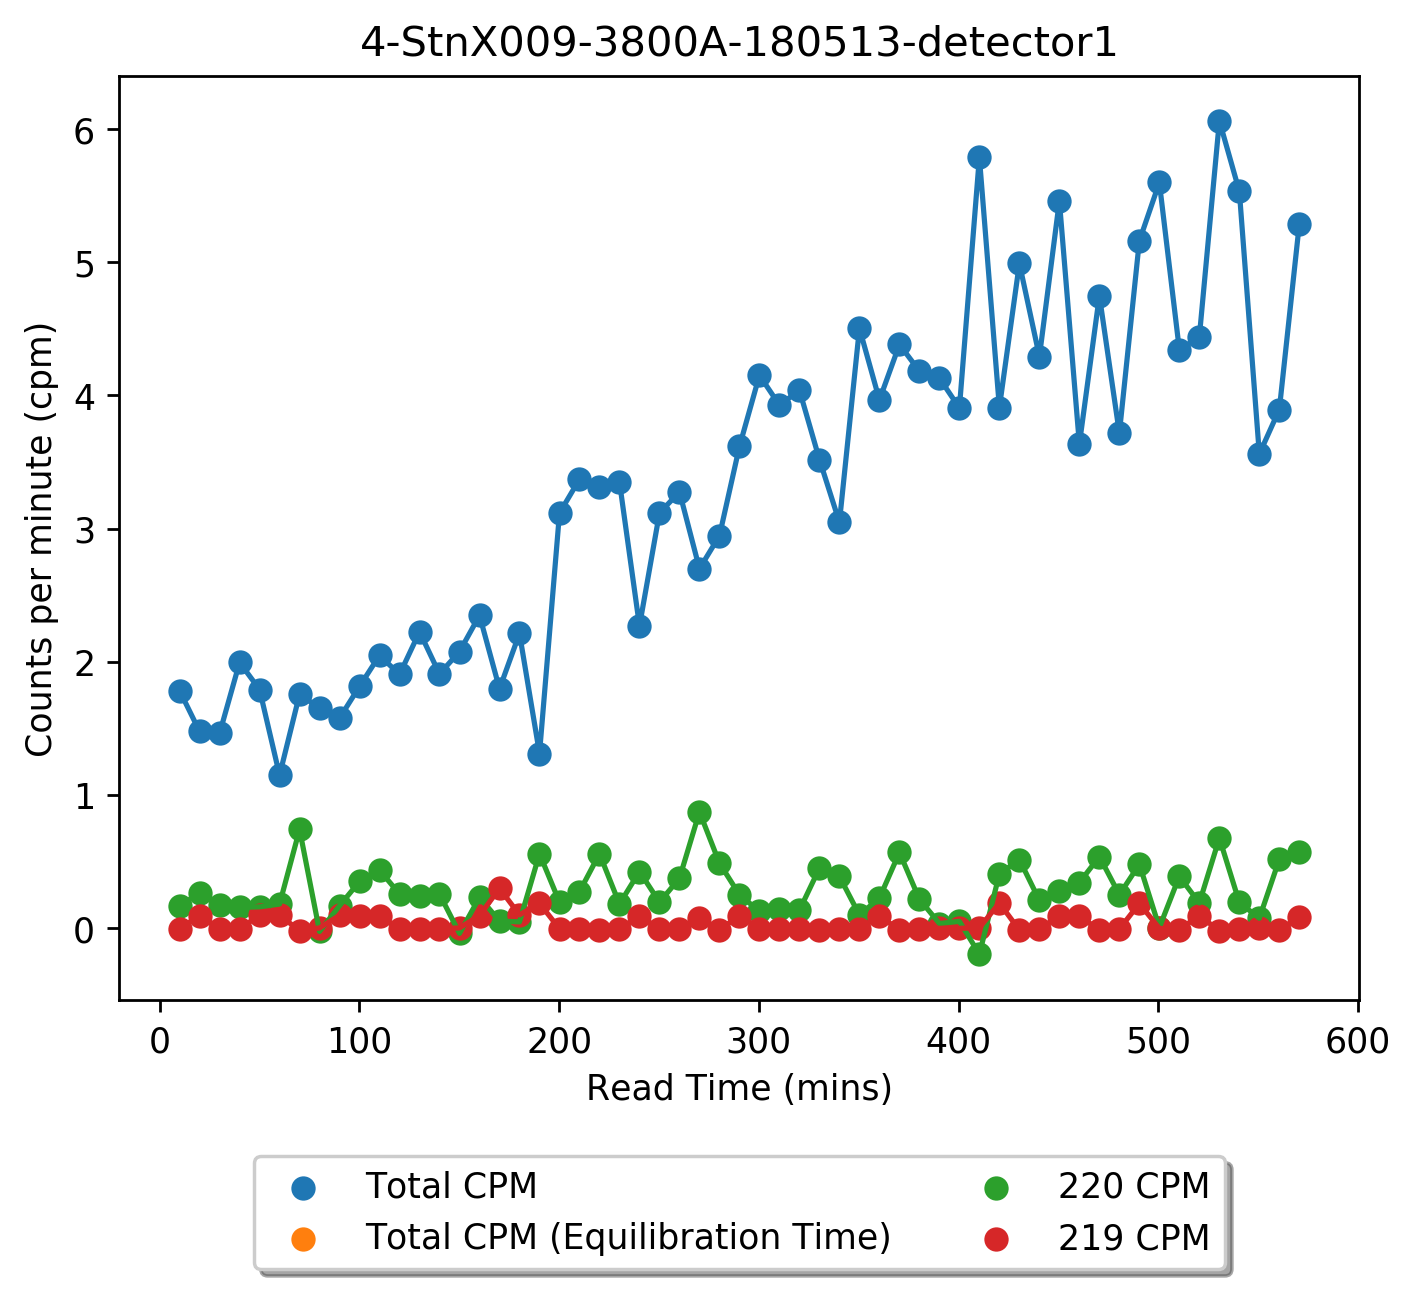 4-StnX009-3800A-180513-detector1
6
5
4
3
2
1
0
Counts per minute (cpm)
0 100 200 300 400 500 600
Read Time (mins)
Total CPM
Total CPM (Equilibration Time)
220 CPM
219 CPM